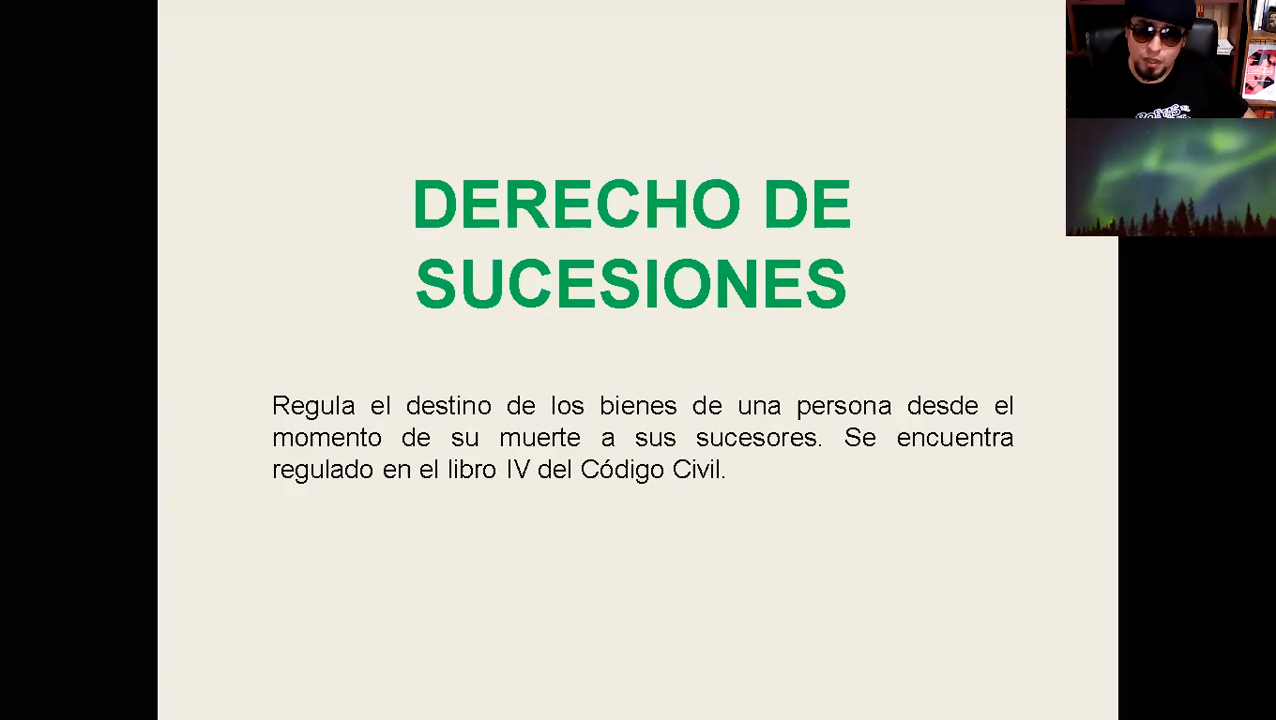 DERECHO DE
SUCESIONES
Regula el destino de los bienes de una persona desde el
momento de su muerte a sus sucesores. Se encuentra
regulado en el libro IV del Código Civil.